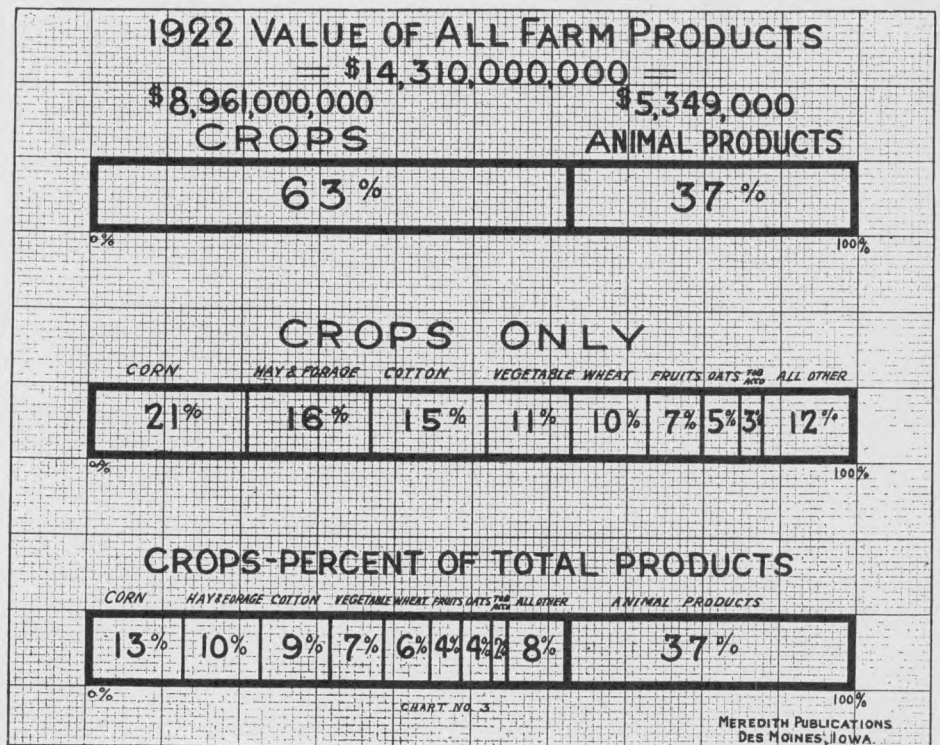 1922 VALUE OF ALL FARM PRODUCTS
= $14,310,000,000 =
$8,961,000,000 $5,349,000
CROPS ANIMAL PRODUCTS
63% 37%
0% 100%
CROPS ONLY
CORN HAY & FORAGE COTTON VEGETABLE WHEAT FRUITS OATS TOBACCO ALL OTHER
21% 16% 15% 11% 10% 7% 5% 3% 12%
0% 100%
CROPS-PERCENT OF TOTAL PRODUCTS
CORN HAY & FORAGE COTTON VEGETABLE WHEAT FRUITS OATS TOBACCO ALL OTHER ANIMAL PRODUCTS
13% 10% 9% 7% 6% 4% 4% 2% 8% 37%
0% 100%
CHART NO. 3
MEREDITH PUBLICATIONS
DES MOINES, IOWA.